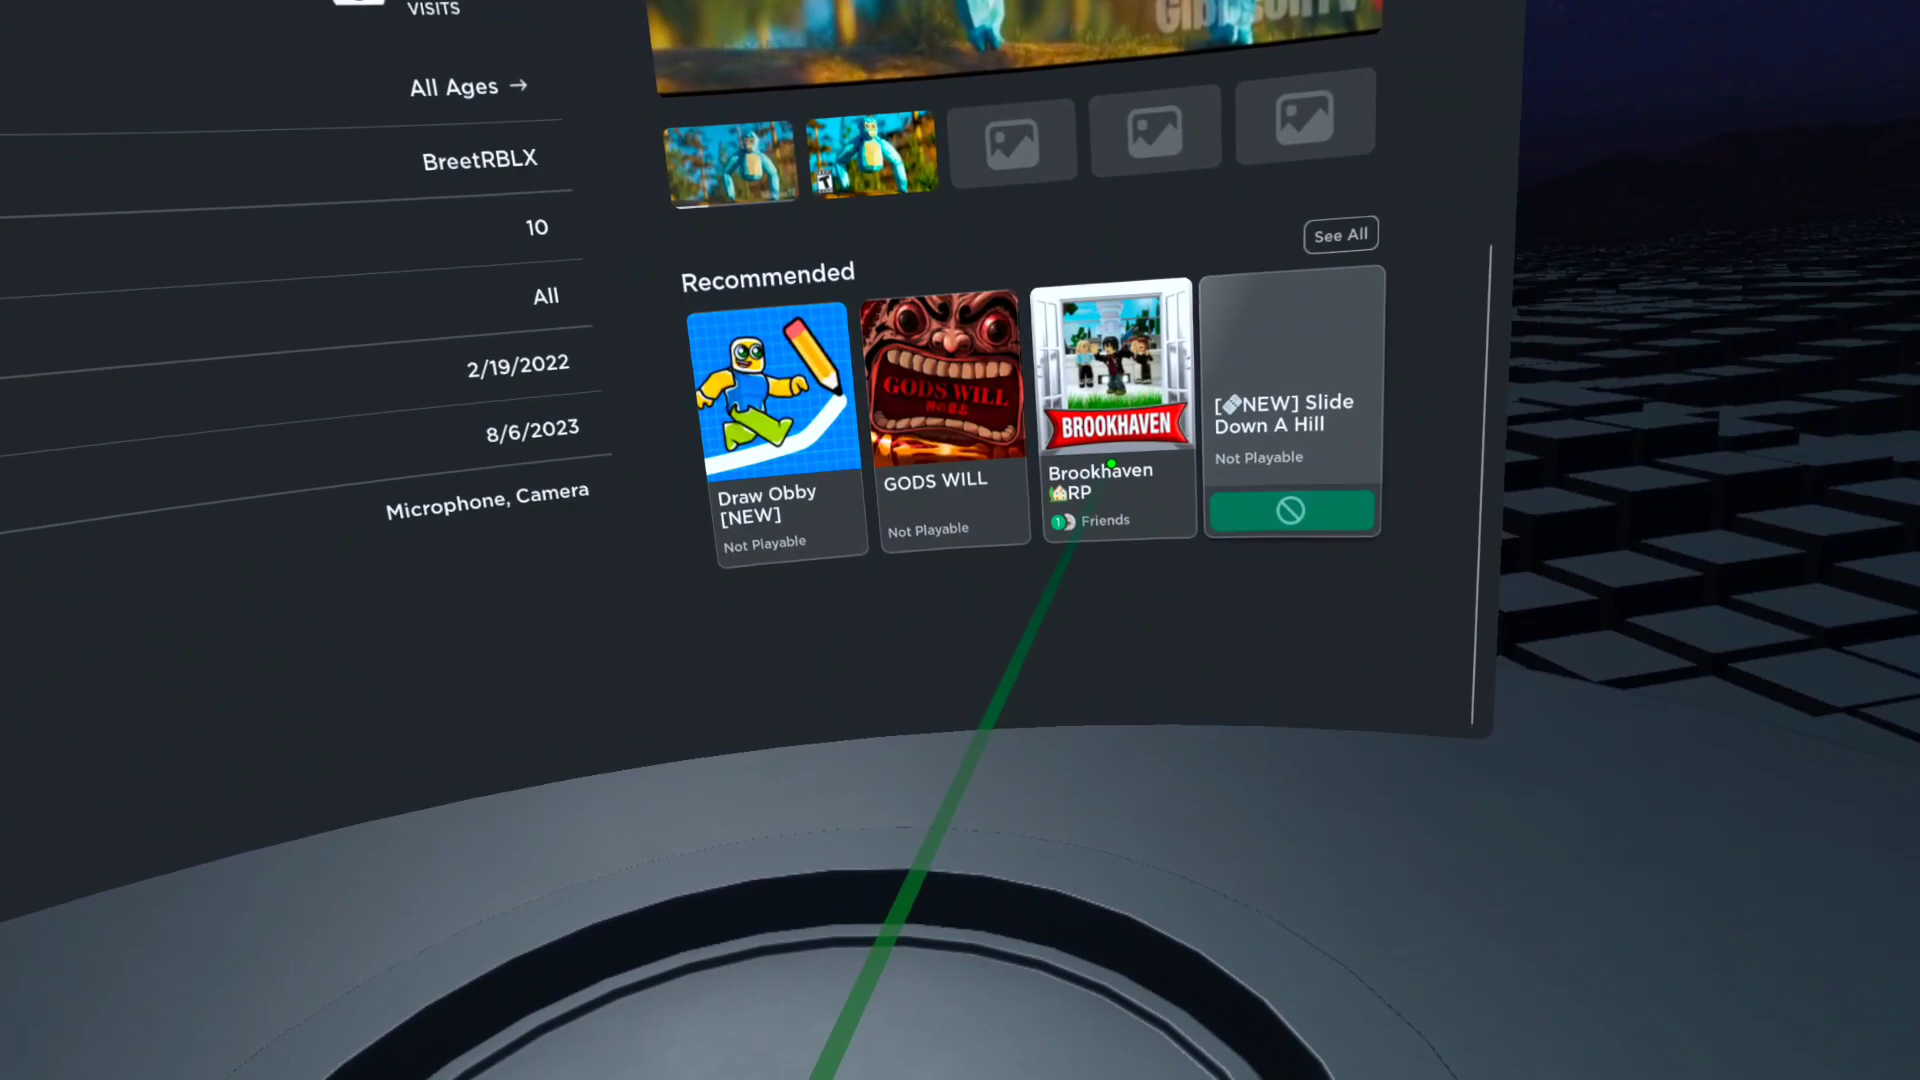 VISITS
All Ages →
BreetRBLX
10
All
2/19/2022
8/6/2023
Microphone, Camera
See All
Recommended
GODS WILL
BROOKHAVEN
Draw Obby
[NEW]
Not Playable
GODS WILL
Not Playable
Brookhaven
🏡RP
1 Friends
[🩹NEW] Slide
Down A Hill
Not Playable
T